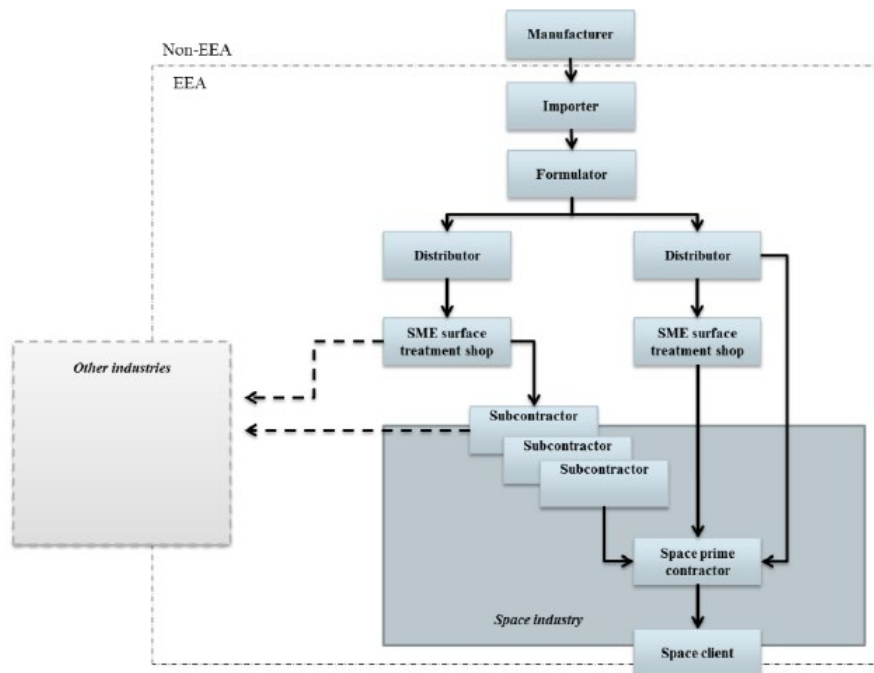 Manufacturer
Non-EEA
EEA
Importer
Formulator
Distributor
Distributor
SME surface
treatment shop
SME surface
treatment shop
Other industries
Subcontractor
Subcontractor
Subcontractor
Space prime
contractor
Space industry
Space client